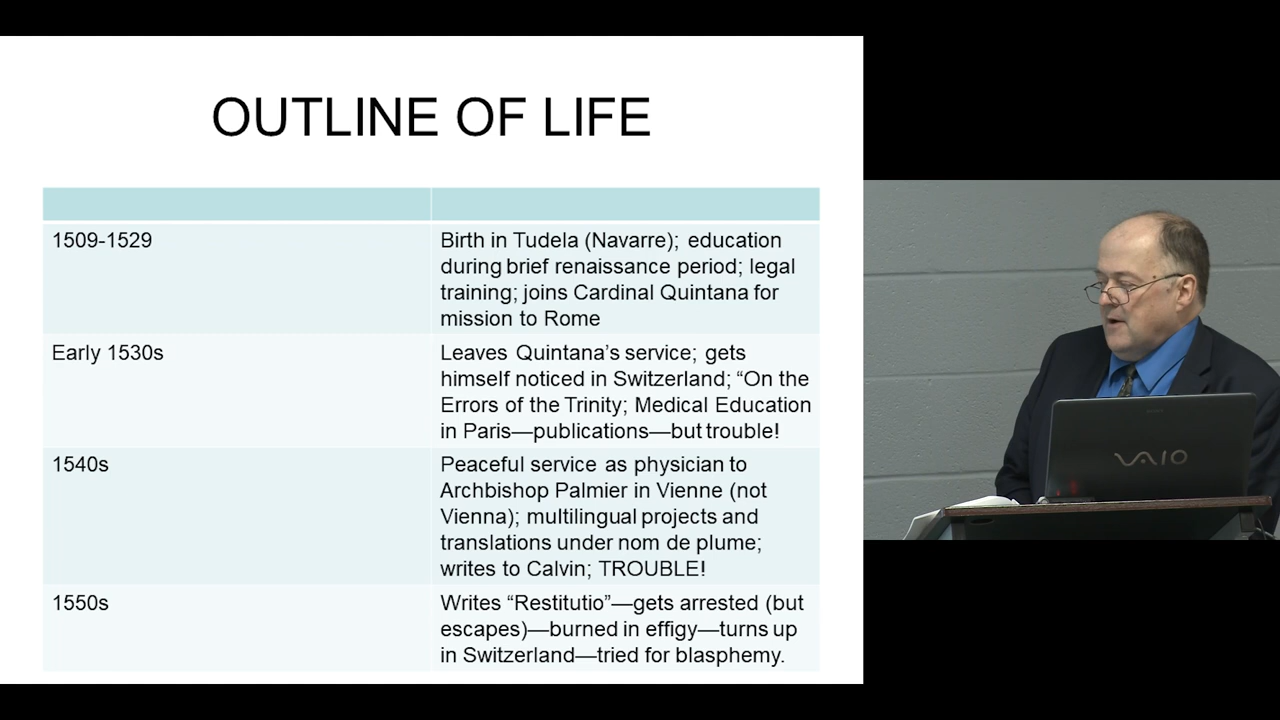 OUTLINE OF LIFE
1509-1529
Birth in Tudela (Navarre); education
during brief renaissance period; legal
training; joins Cardinal Quintana for
mission to Rome
Early 1530s
Leaves Quintana’s service; gets
himself noticed in Switzerland; “On the
Errors of the Trinity; Medical Education
in Paris—publications—but trouble!
1540s
Peaceful service as physician to
Archbishop Palmier in Vienne (not
Vienna); multilingual projects and
translations under nom de plume;
writes to Calvin; TROUBLE!
1550s
Writes “Restitutio”—gets arrested (but
escapes)—burned in effigy—turns up
in Switzerland—tried for blasphemy.
VAIO